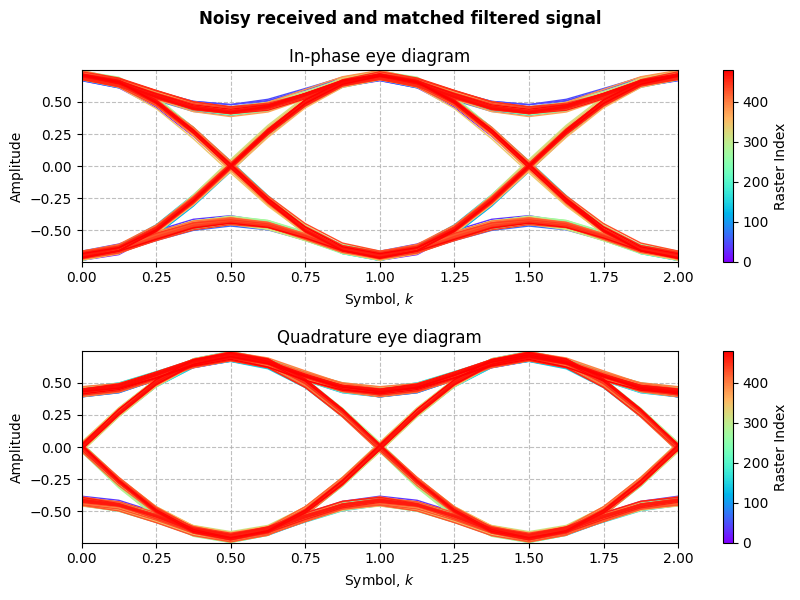 Noisy received and matched filtered signal
In-phase eye diagram
Amplitude
0.50
0.25
0.00
−0.25
−0.50
0.00 0.25 0.50 0.75 1.00 1.25 1.50 1.75 2.00
Symbol, k
400
300
200
100
0
Raster Index
Quadrature eye diagram
Amplitude
0.50
0.25
0.00
−0.25
−0.50
0.00 0.25 0.50 0.75 1.00 1.25 1.50 1.75 2.00
Symbol, k
400
300
200
100
0
Raster Index